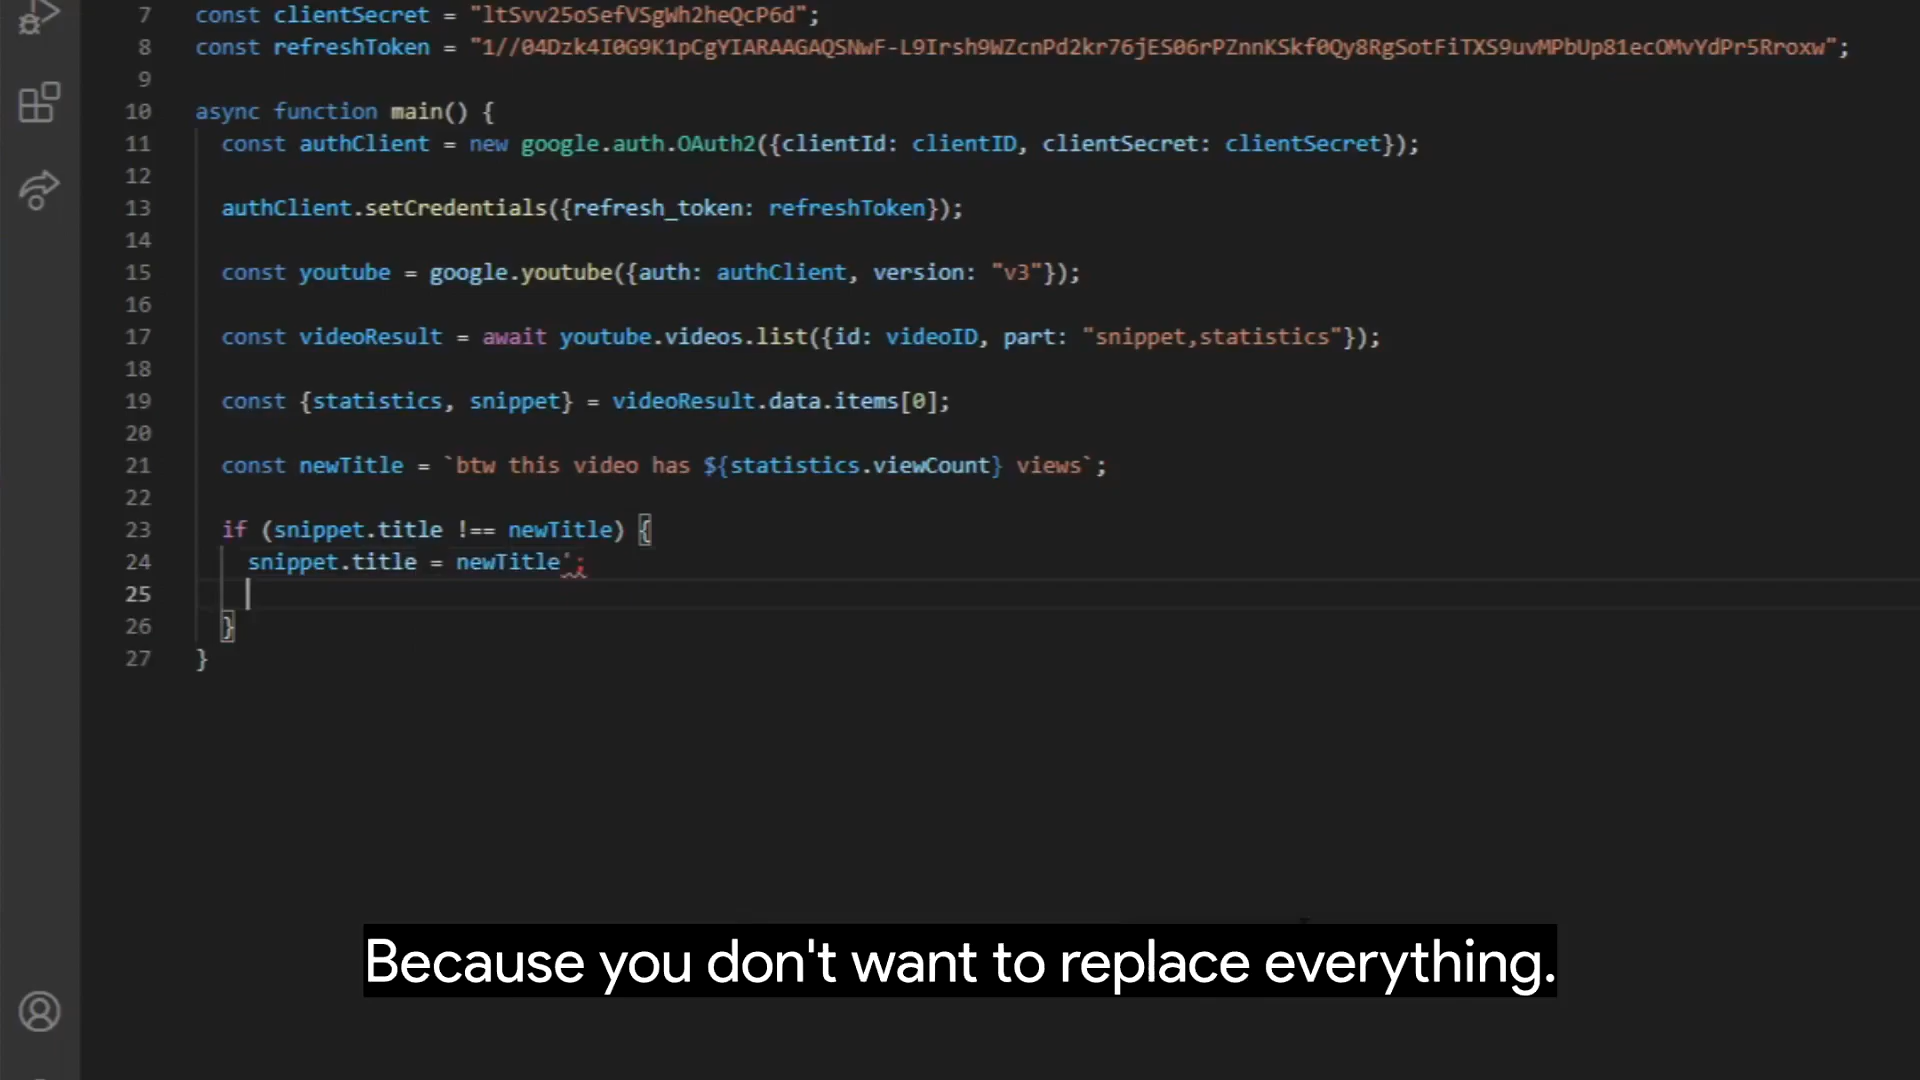 7 const clientSecret = "ltSvv25oSefVSgWh2heQcP6d";
8 const refreshToken = "1//04Dzk4I0G9K1pCgYIARAAGAQSNwF-L9Irsh9WZcnPd2kr76jES06rPZnnKSkf0Qy8RgSotFiTXS9uvMPbUp81ecOMvYdPr5Rroxw";
9
10 async function main() {
11 const authClient = new google.auth.OAuth2({clientId: clientID, clientSecret: clientSecret});
12
13 authClient.setCredentials({refresh_token: refreshToken});
14
15 const youtube = google.youtube({auth: authClient, version: "v3"});
16
17 const videoResult = await youtube.videos.list({id: videoID, part: "snippet,statistics"});
18
19 const {statistics, snippet} = videoResult.data.items[0];
20
21 const newTitle = `btw this video has ${statistics.viewCount} views`;
22
23 if (snippet.title !== newTitle) {
24 snippet.title = newTitle`;
25
26 }
27 }
Because you don't want to replace everything.